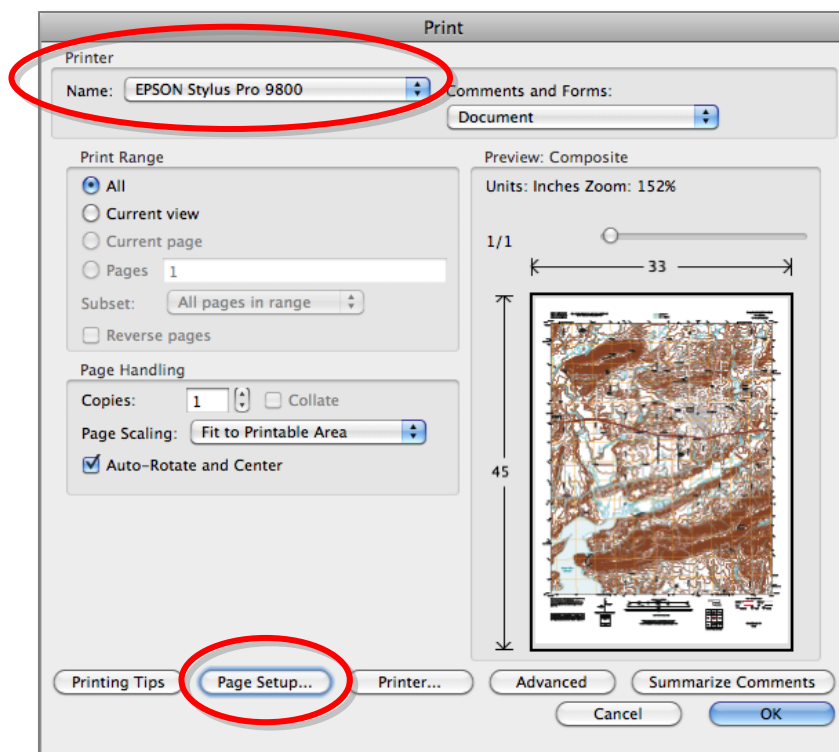 Print
Printer
Name: EPSON Stylus Pro 9800
Comments and Forms:
Document
Print Range
All
Current view
Current page
Pages 1
Subset: All pages in range
Reverse pages
Page Handling
Copies: 1 Collate
Page Scaling: Fit to Printable Area
Auto-Rotate and Center
Preview: Composite
Units: Inches Zoom: 152%
1/1
33
45
Printing Tips Page Setup... Printer... Advanced Summarize Comments
Cancel OK